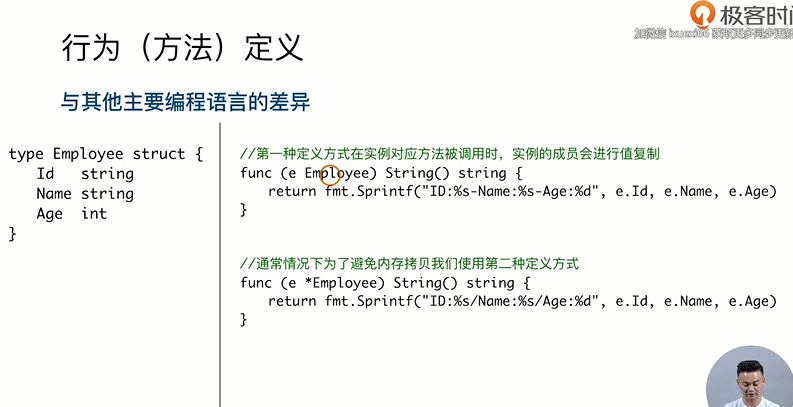 极客时间
加微信 ixuexi66 获取更多同步更新
行为（方法）定义
与其他主要编程语言的差异
type Employee struct {
Id string
Name string
Age int
}
//第一种定义方式在实例对应方法被调用时，实例的成员会进行值复制
func (e Employee) String() string {
return fmt.Sprintf("ID:%s-Name:%s-Age:%d", e.Id, e.Name, e.Age)
}
//通常情况下为了避免内存拷贝我们使用第二种定义方式
func (e *Employee) String() string {
return fmt.Sprintf("ID:%s/Name:%s/Age:%d", e.Id, e.Name, e.Age)
}